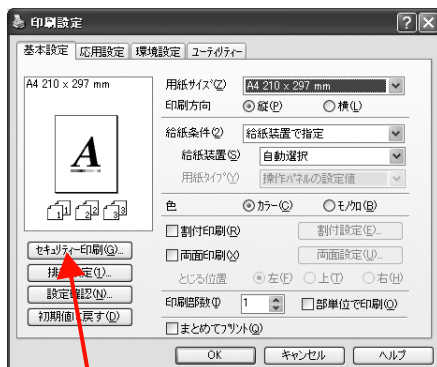 印刷設定
基本設定 応用設定 環境設定 ユーティリティー
A4 210 x 297 mm
用紙サイズ(Z) A4 210 x 297 mm
印刷方向 縦(P) 横(L)
給紙条件(2) 給紙装置で指定
給紙装置(S) 自動選択
用紙タイプ(Y) 操作パネルの設定値
A
1 1 2 2 3 3
色 カラー(C) モノクロ(B)
割付印刷(R) 割付設定(E)...
セキュリティー印刷(G)...
両面印刷(X) 両面設定(U)...
定(1)...
とじる位置 左(F) 上(T) 右(H)
設定確認(N)...
印刷部数(I) 1 部単位で印刷(O)
初期値に戻す(D)
まとめてプリント(Q)
OK キャンセル ヘルプ